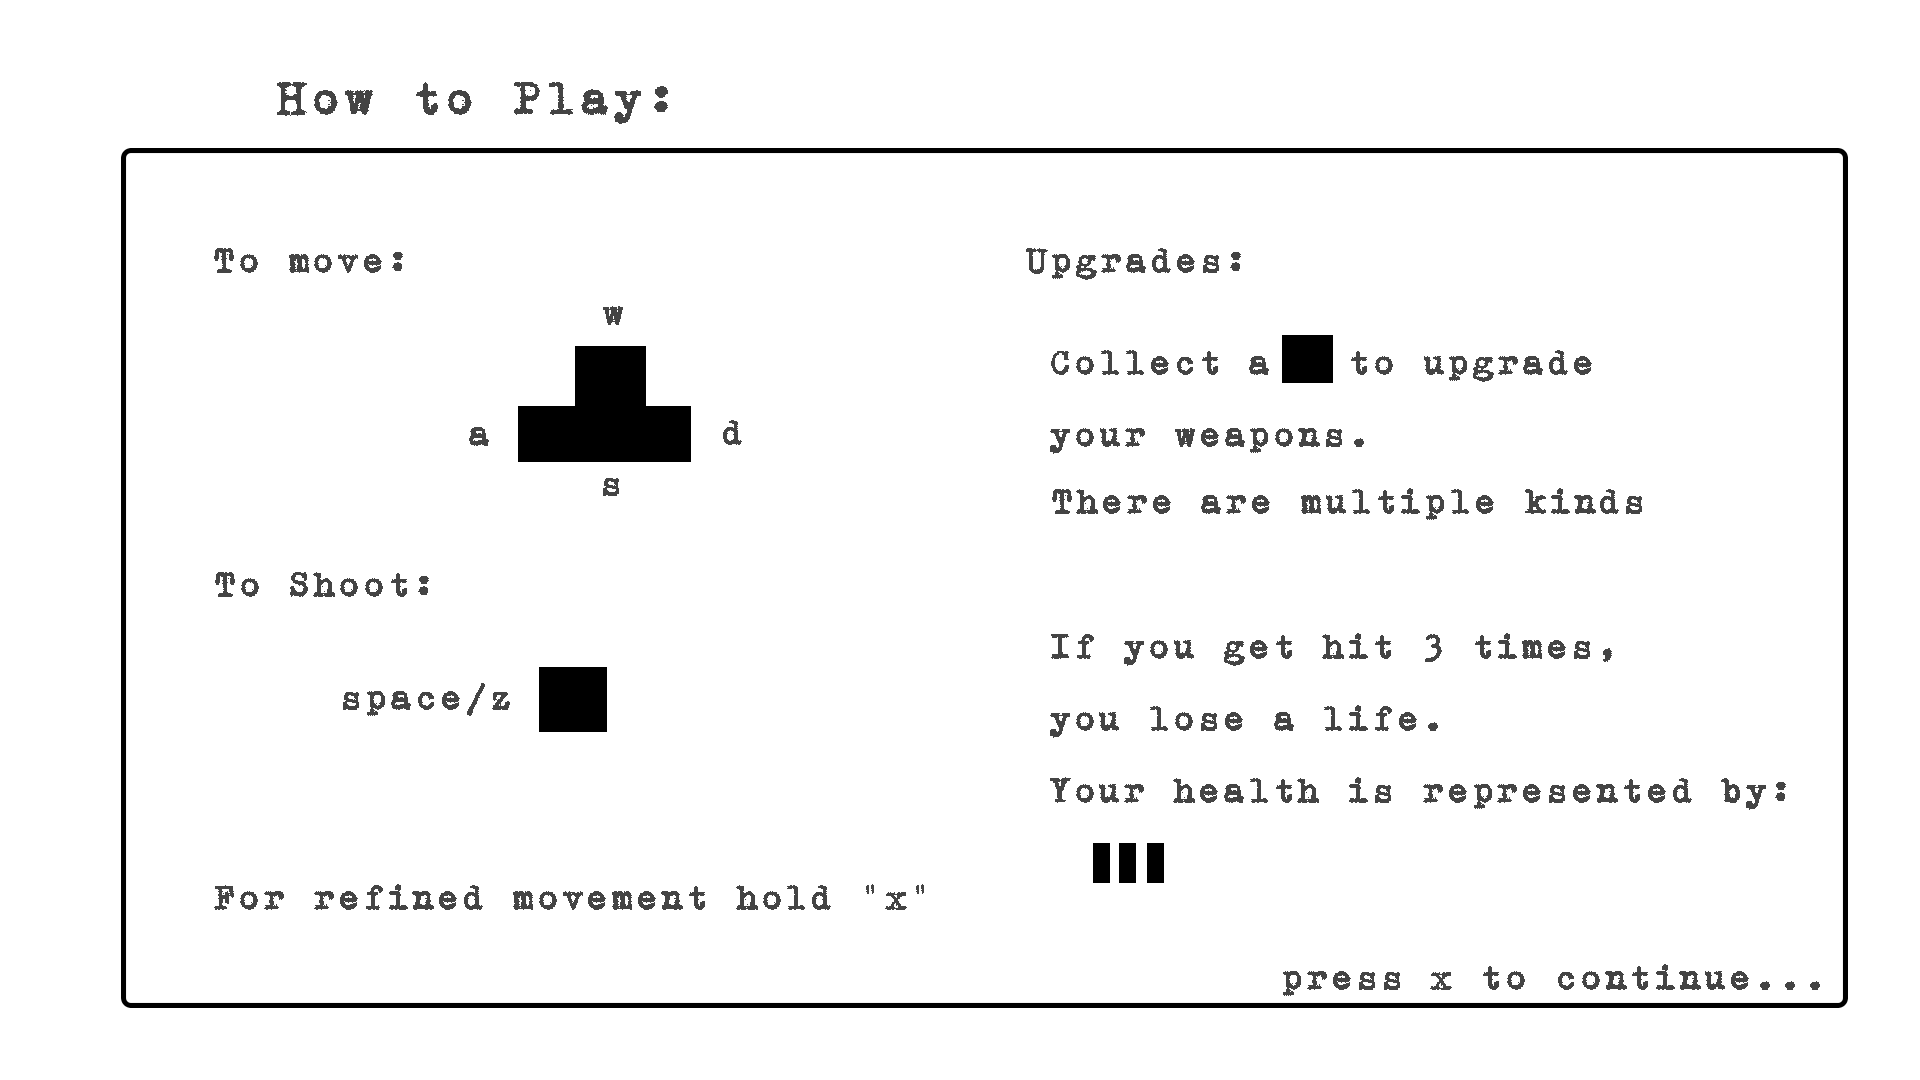 How to Play:
To move:
w
a d
s
To Shoot:
space/z
For refined movement hold "x"
Upgrades:
Collect a to upgrade
your weapons.
There are multiple kinds
If you get hit 3 times,
you lose a life.
Your health is represented by:
press x to continue...